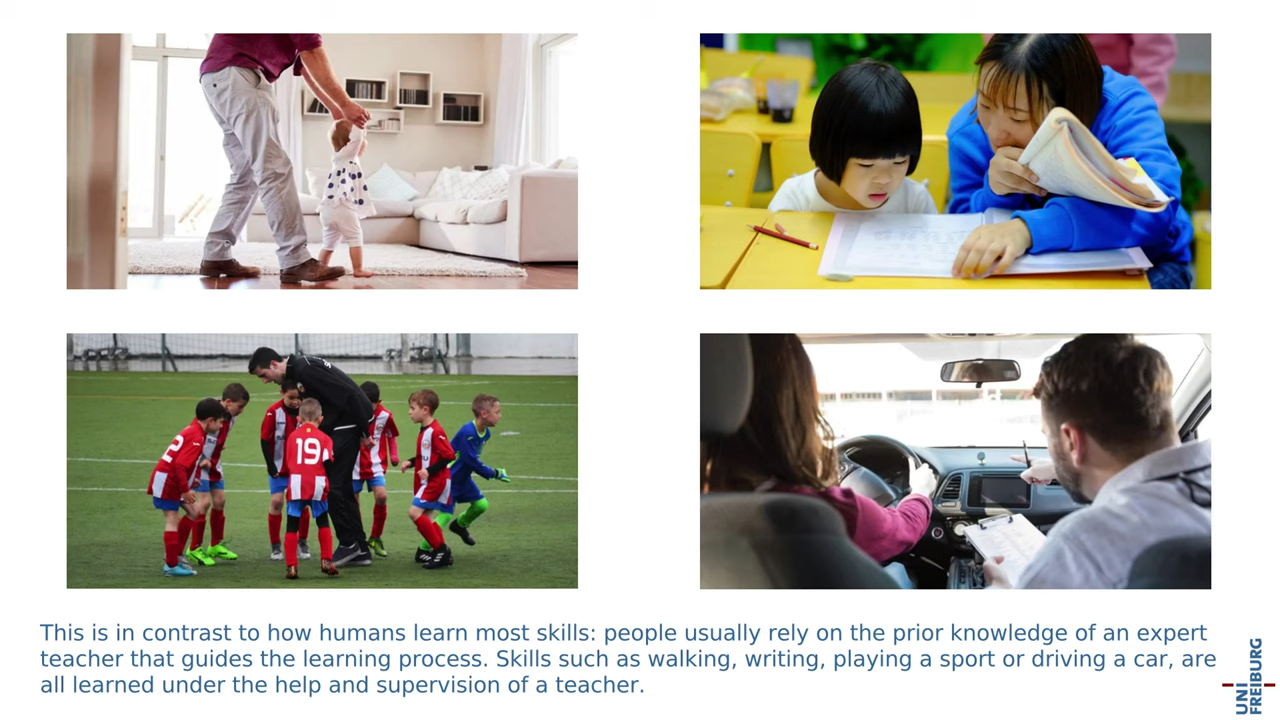 2
19
This is in contrast to how humans learn most skills: people usually rely on the prior knowledge of an expert
teacher that guides the learning process. Skills such as walking, writing, playing a sport or driving a car, are
all learned under the help and supervision of a teacher.
UNI
FREIBURG